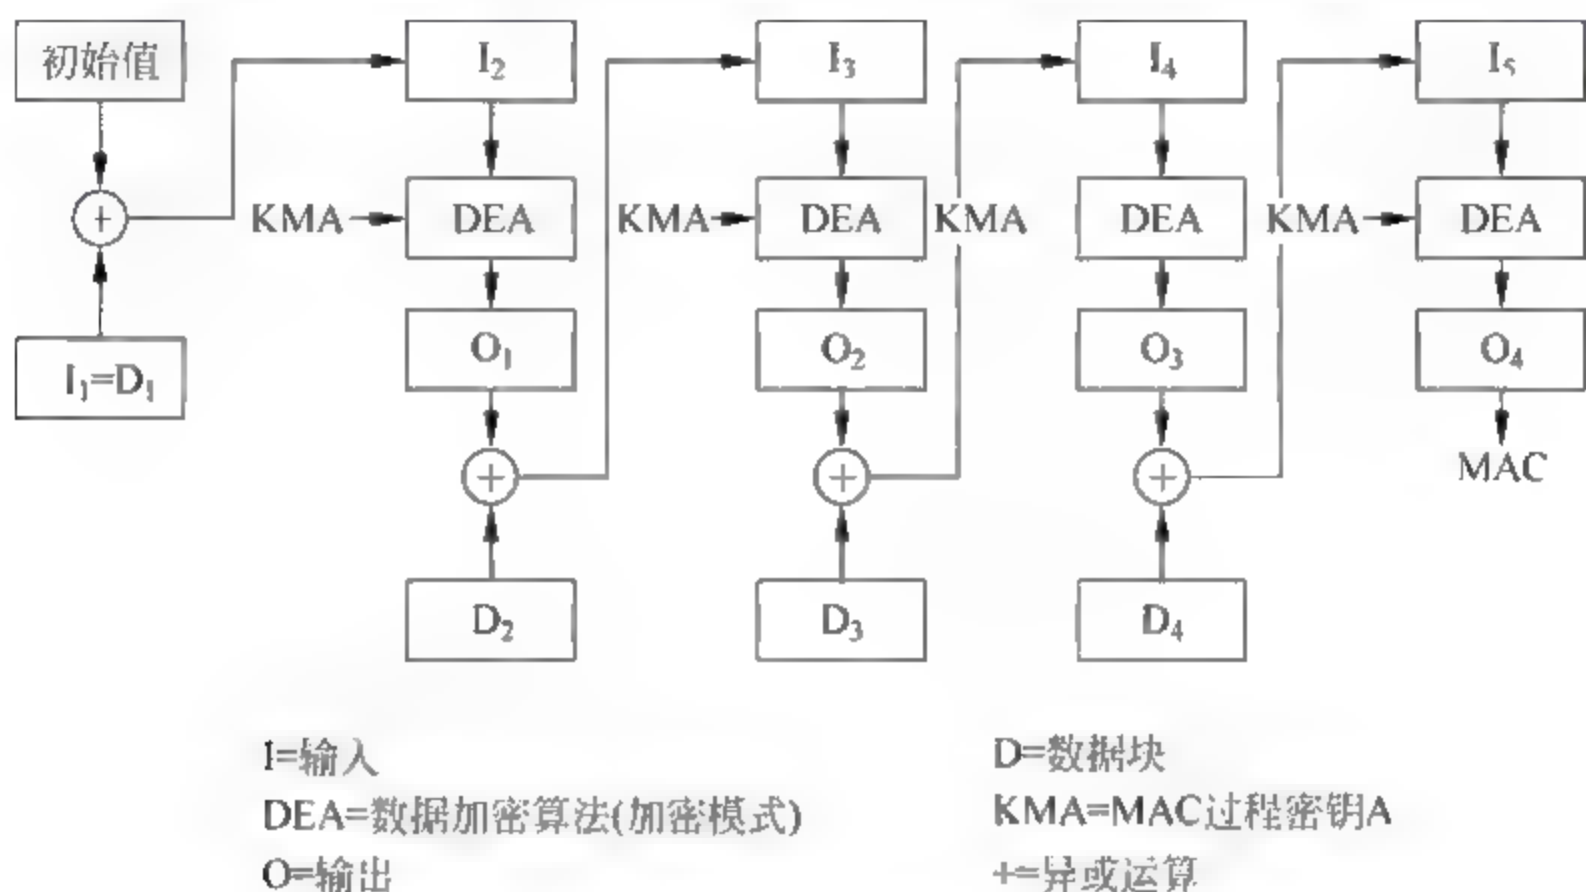 初始值 I₂ I₃ I₄ I₅
KMA DEA KMA DEA KMA DEA KMA DEA
O₁ O₂ O₃ O₄
I₁=D₁
MAC
D₂ D₃ D₄
I=输入 D=数据块
DEA=数据加密算法(加密模式) KMA=MAC过程密钥A
O=输出 +=异或运算